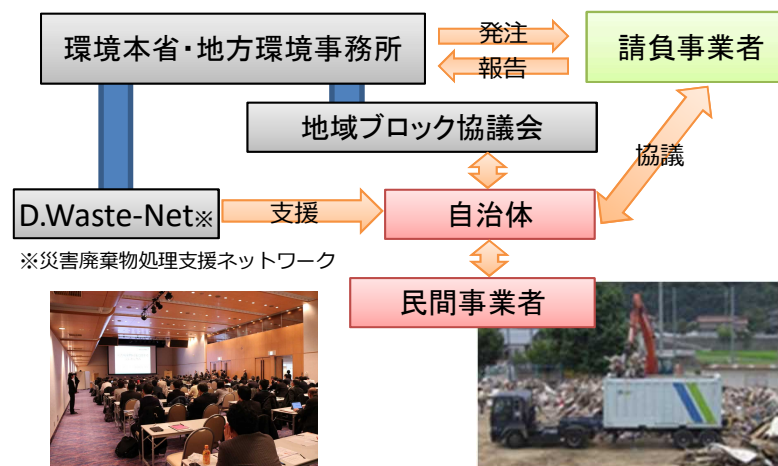 環境本省・地方環境事務所
発注
報告
請負事業者
地域ブロック協議会
協議
D.Waste-Net※
支援
自治体
※災害廃棄物処理支援ネットワーク
民間事業者